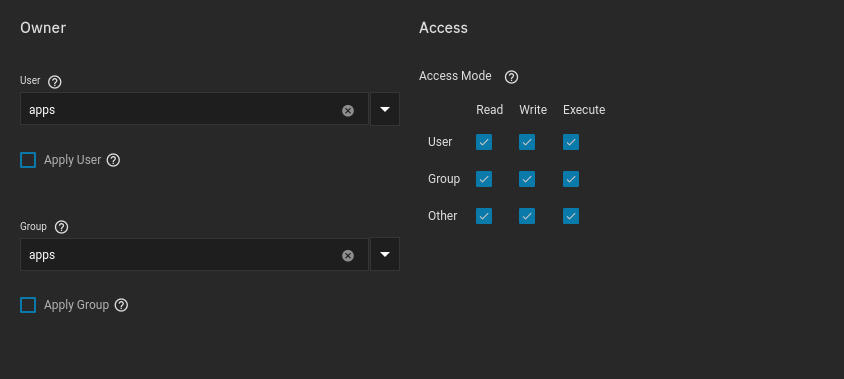 Owner
User
apps
Apply User
Group
apps
Apply Group
Access
Access Mode
Read Write Execute
User
Group
Other